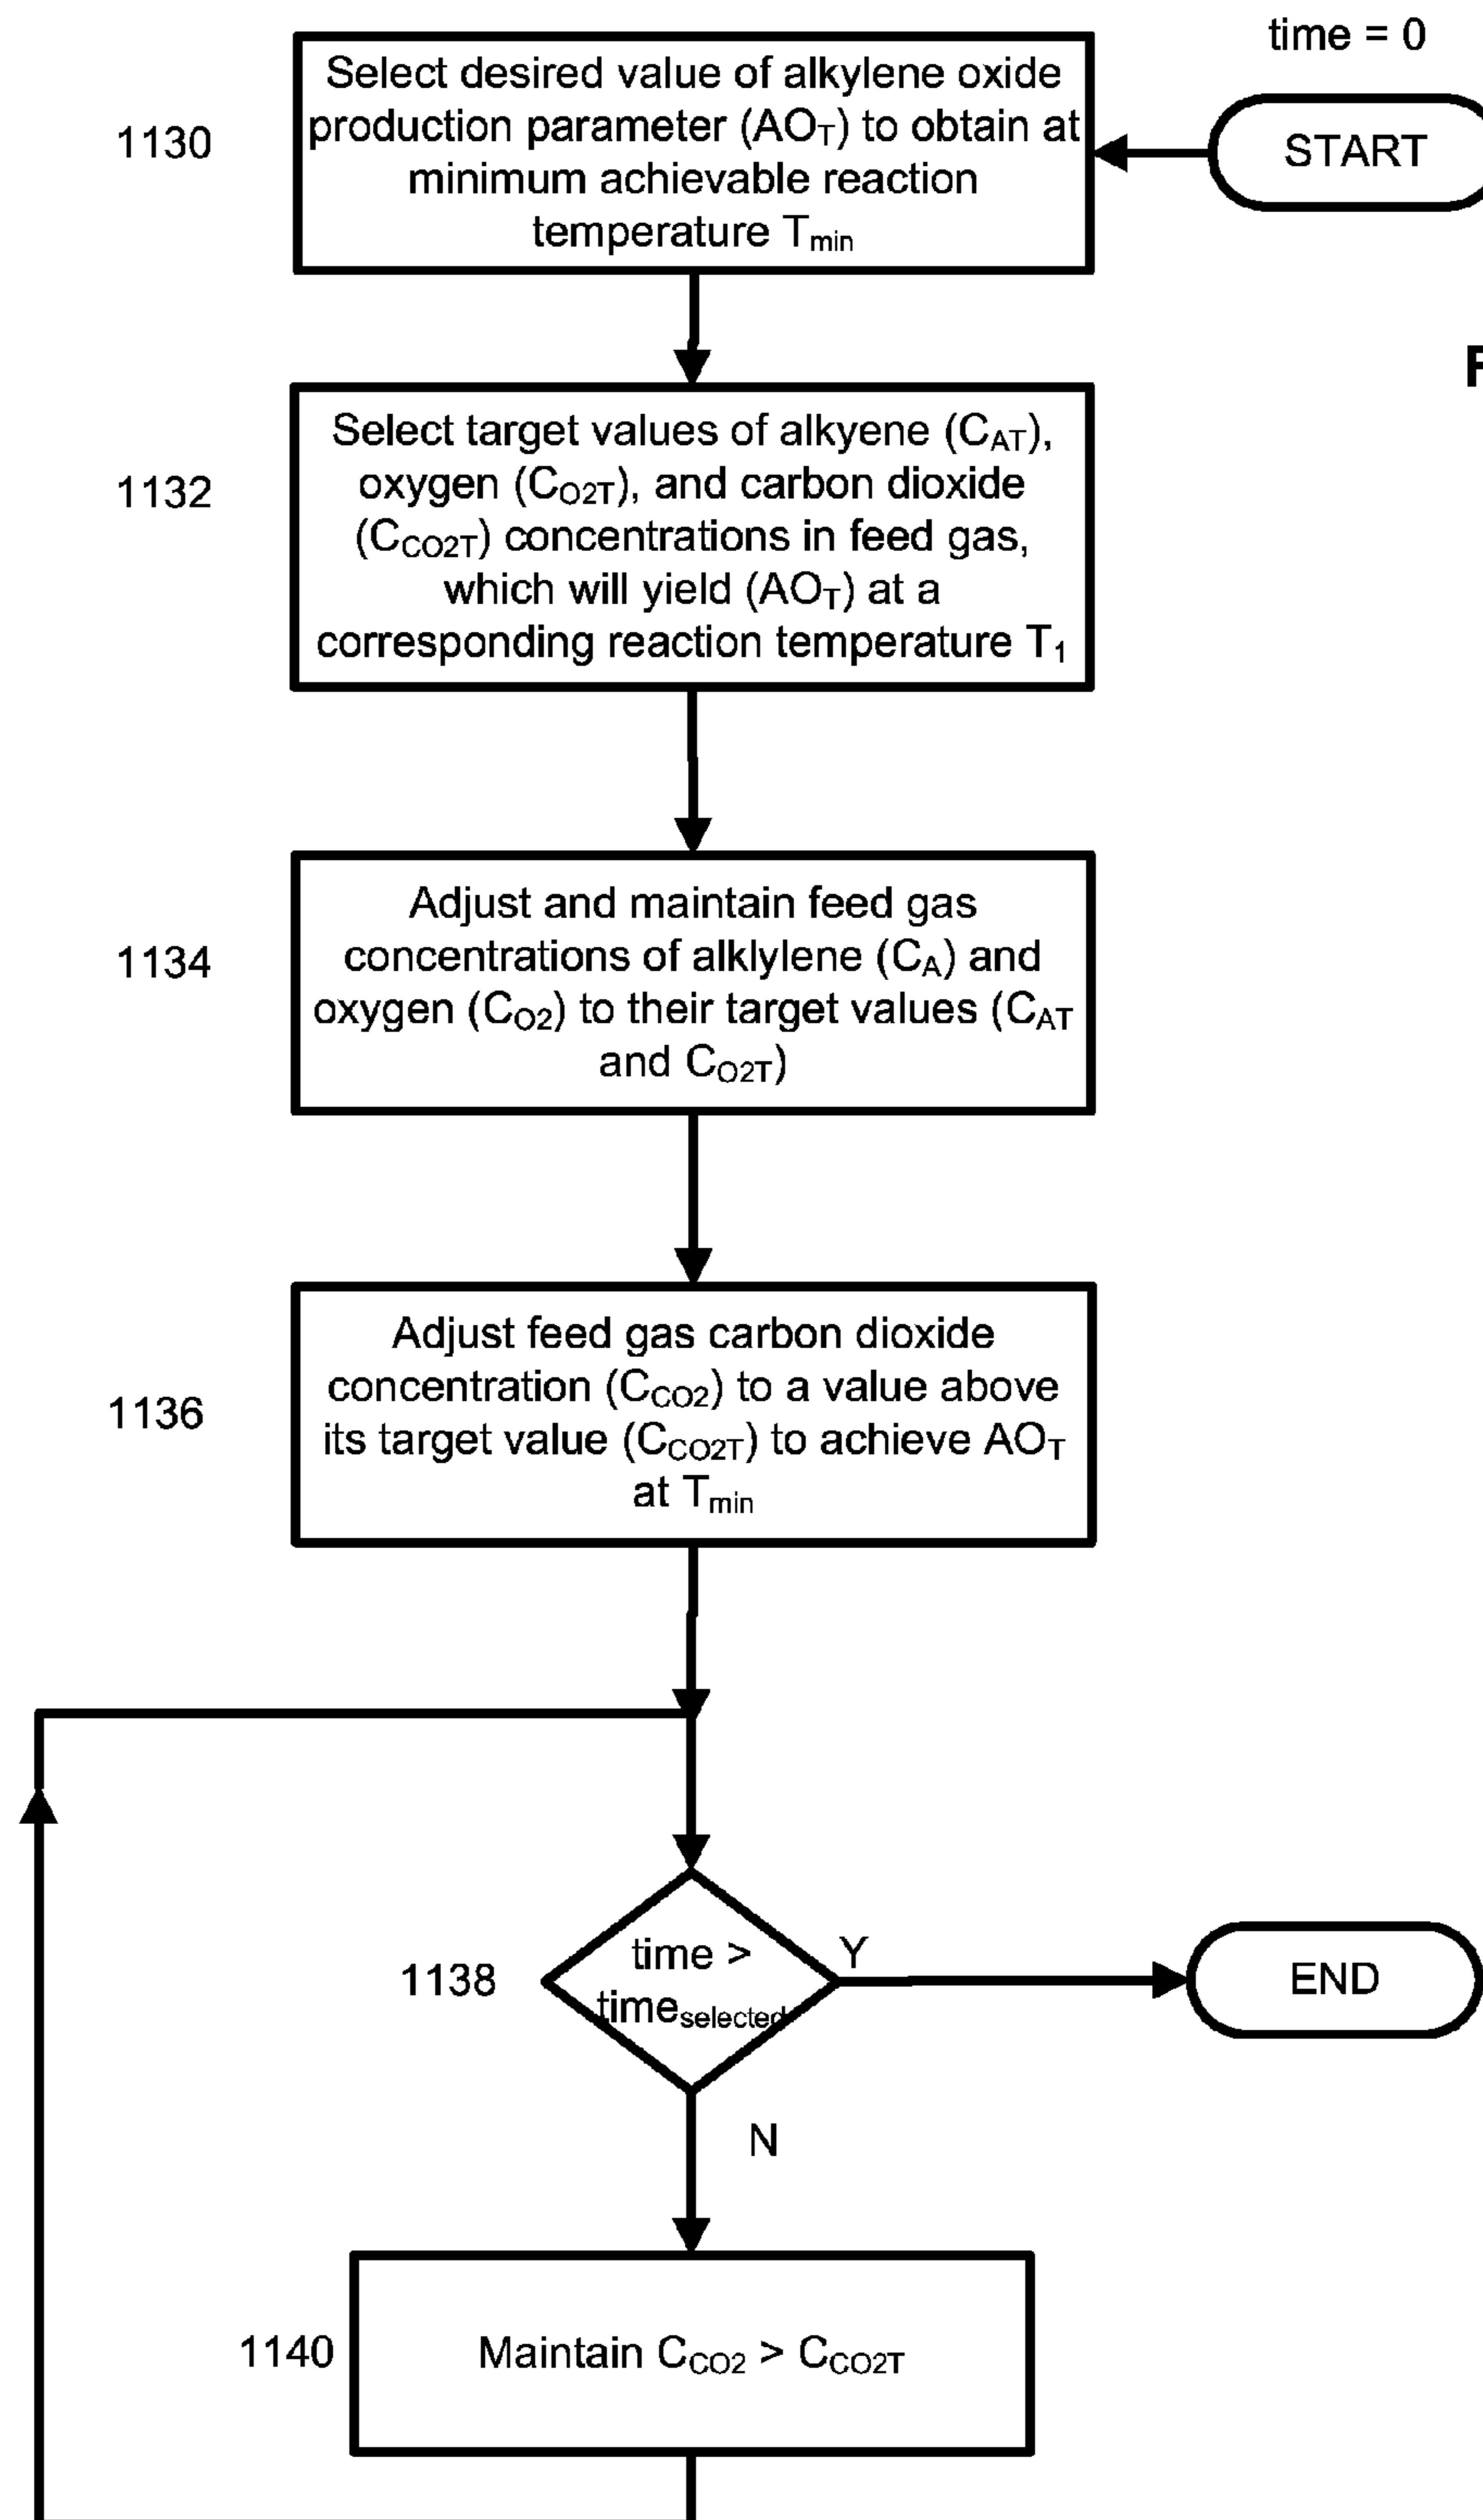 time = 0
START
1130
Select desired value of alkylene oxide
production parameter (AOT) to obtain at
minimum achievable reaction
temperature Tmin
F
1132
Select target values of alkyene (CAT),
oxygen (CO2T), and carbon dioxide
(CCO2T) concentrations in feed gas,
which will yield (AOT) at a
corresponding reaction temperature T1
1134
Adjust and maintain feed gas
concentrations of alklylene (CA) and
oxygen (CO2) to their target values (CAT
and CO2T)
1136
Adjust feed gas carbon dioxide
concentration (CCO2) to a value above
its target value (CCO2T) to achieve AOT
at Tmin
1138
time >
timeselected
Y
END
N
1140
Maintain CCO2 > CCO2T